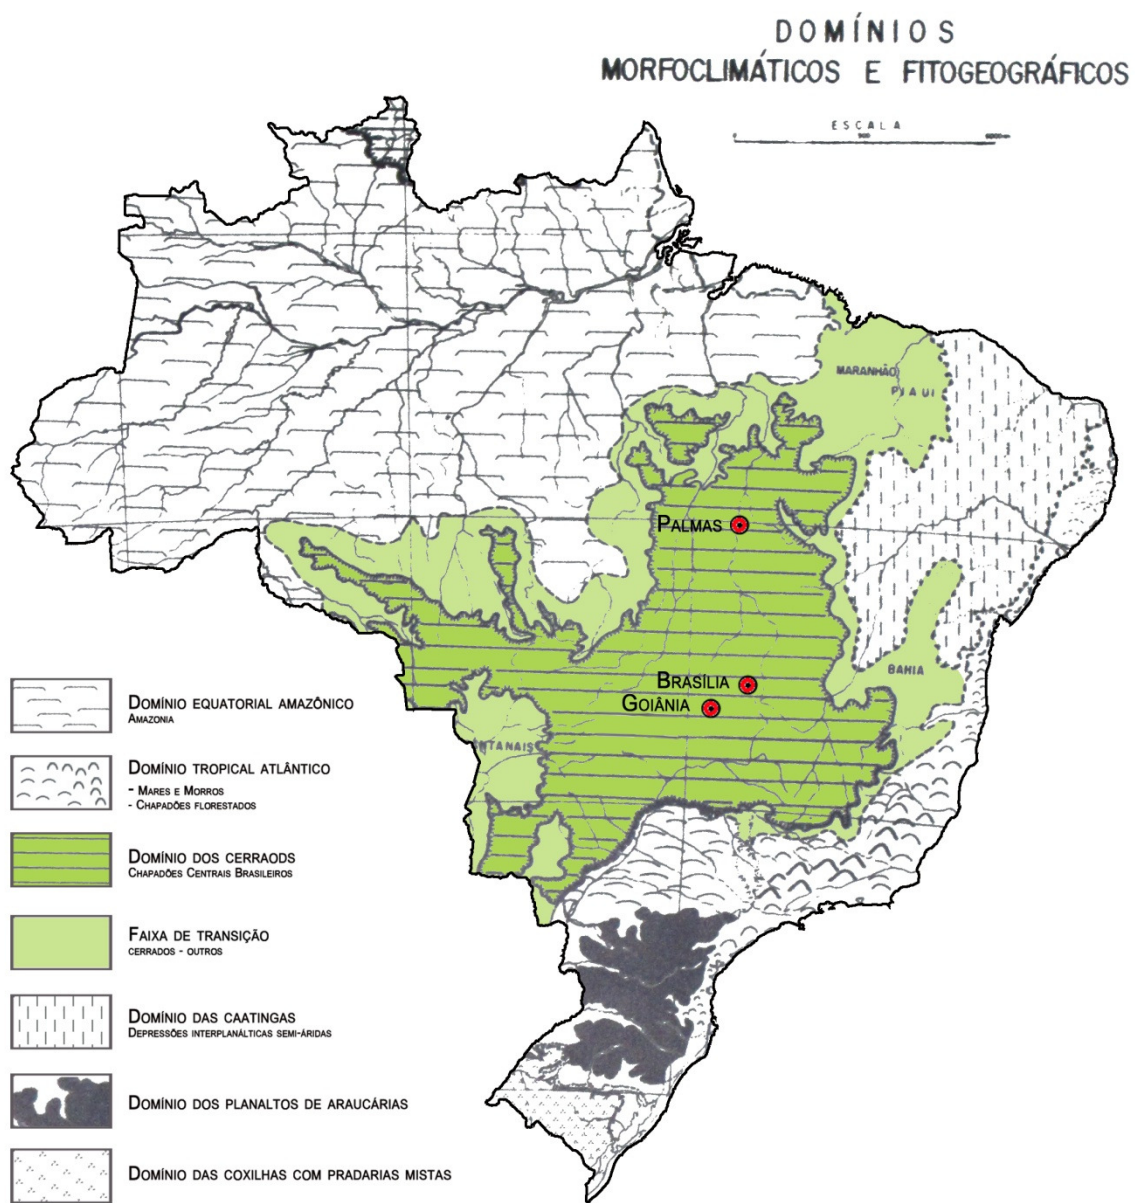 DOMÍNIOS
MORFOCLIMÁTICOS E FITOGEOGRÁFICOS
ESCALA
MARANHÃO
PIAUI
PALMAS
BRASÍLIA
GOIÂNIA
BAHIA
NTANAIS
DOMÍNIO EQUATORIAL AMAZÔNICO
AMAZONIA
DOMÍNIO TROPICAL ATLÂNTICO
- MARES E MORROS
- CHAPADÕES FLORESTADOS
DOMÍNIO DOS CERRAODS
CHAPADÕES CENTRAIS BRASILEIROS
FAIXA DE TRANSIÇÃO
CERRADOS - OUTROS
DOMÍNIO DAS CAATINGAS
DEPRESSÕES INTERPLANÁLTICAS SEMI-ÁRIDAS
DOMÍNIO DOS PLANALTOS DE ARAUCÁRIAS
DOMÍNIO DAS COXILHAS COM PRADARIAS MISTAS